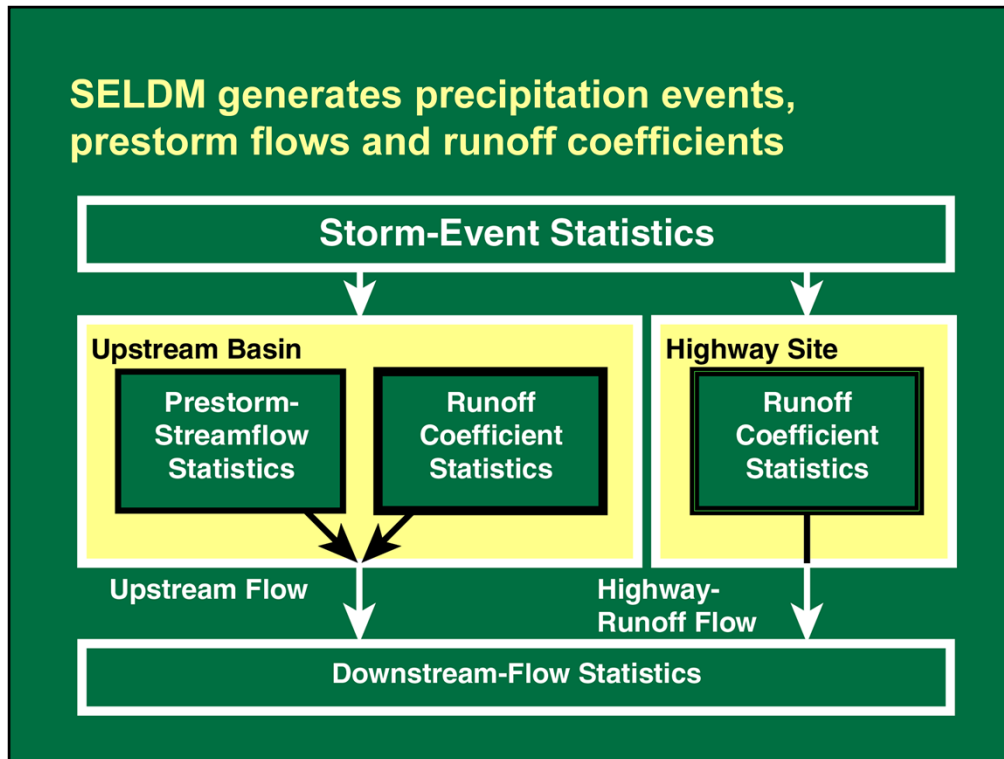 SELDM generates precipitation events,
prestorm flows and runoff coefficients
Storm-Event Statistics
Upstream Basin
Prestorm-
Streamflow
Statistics
Runoff
Coefficient
Statistics
Highway Site
Runoff
Coefficient
Statistics
Upstream Flow
Highway-
Runoff Flow
Downstream-Flow Statistics